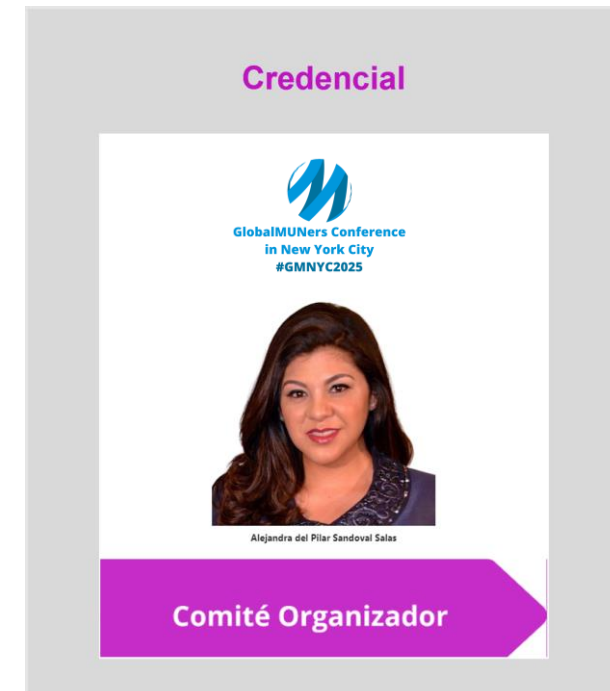 Credencial
GlobalMUNers Conference
in New York City
#GMNYC2025
Alejandra del Pilar Sandoval Salas
Comité Organizador